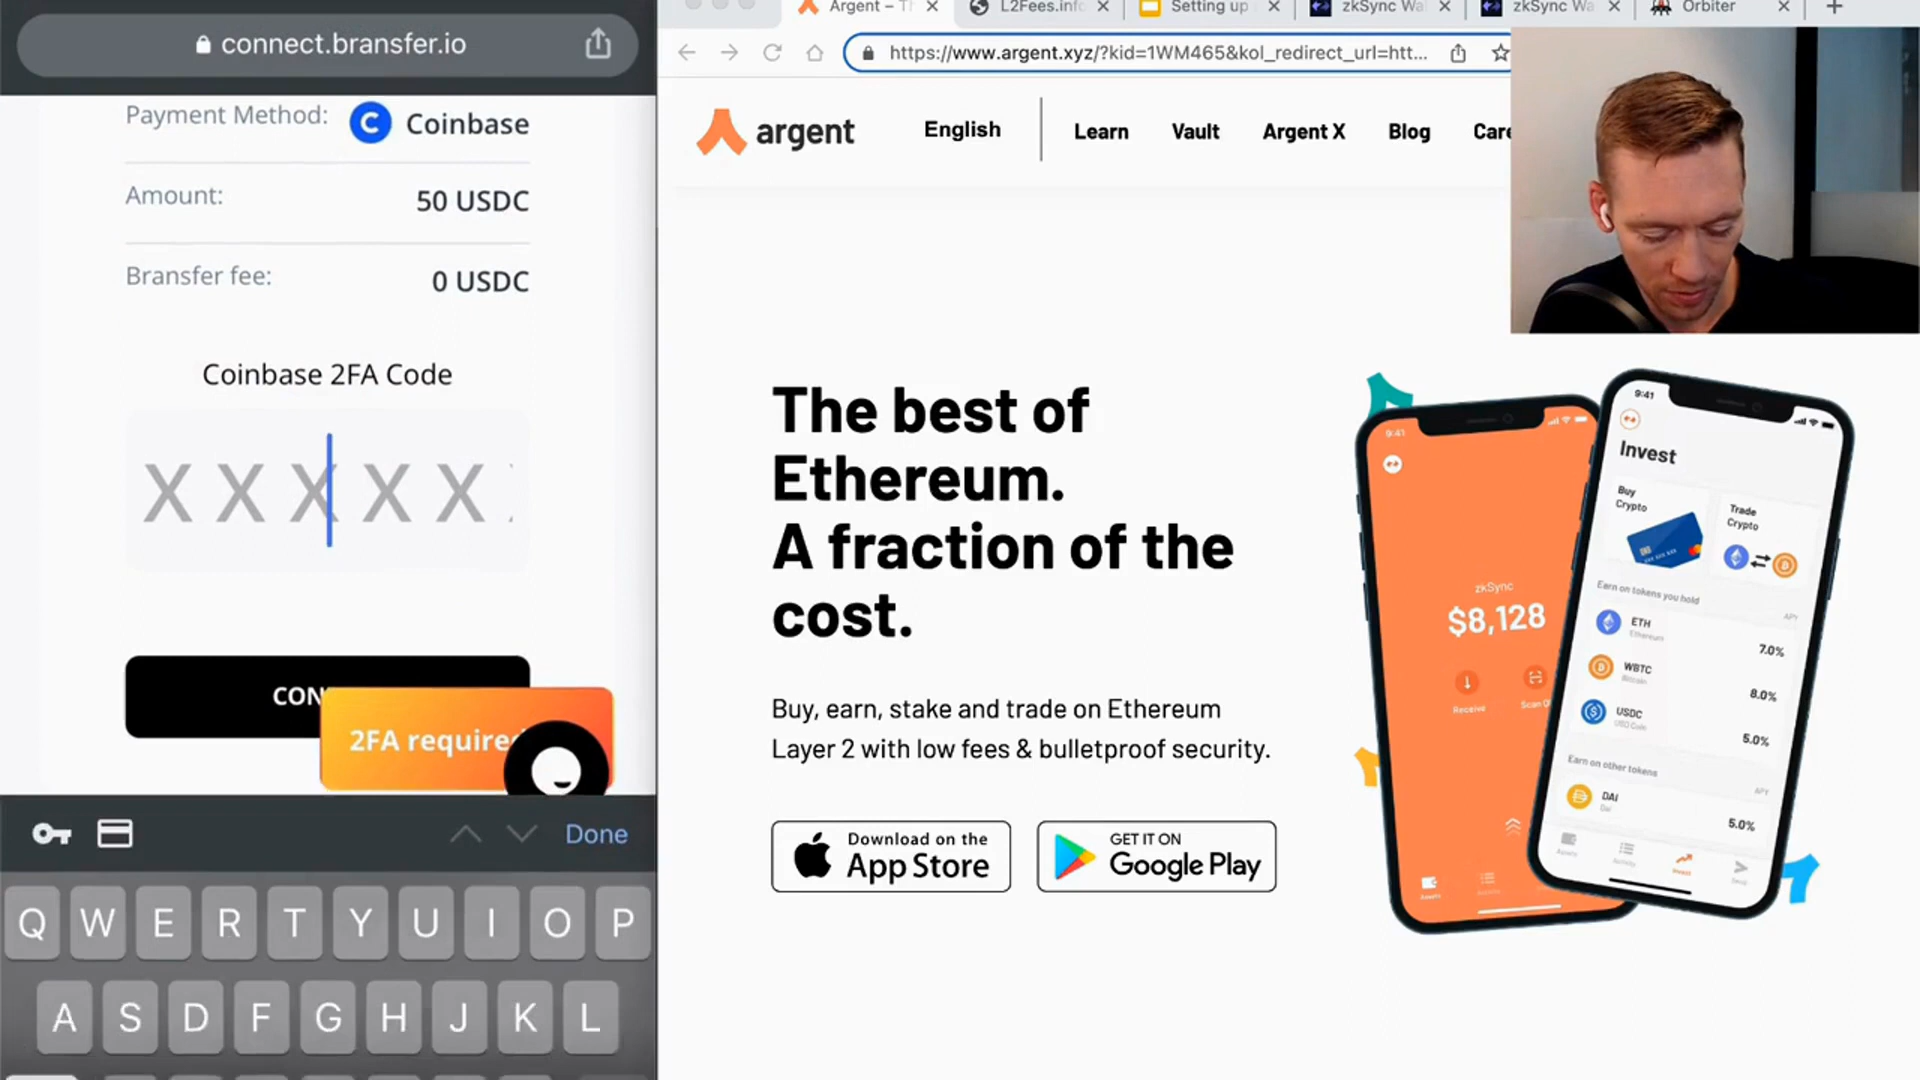 connect.bransfer.io
Payment Method:
Coinbase
Amount:
50 USDC
Bransfer fee:
0 USDC
Coinbase 2FA Code
X X X X X
CON
2FA require
Done
Q W E R T Y U I O P
A S D F G H J K L
Argent – T
L2Fees.info
Setting up
zkSync Wa
zkSync Wa
Orbiter
https://www.argent.xyz/?kid=1WM465&kol_redirect_url=htt...
argent
English
Learn
Vault
Argent X
Blog
Care
The best of
Ethereum.
A fraction of the
cost.
Buy, earn, stake and trade on Ethereum
Layer 2 with low fees & bulletproof security.
Download on the
App Store
GET IT ON
Google Play
9:41
zkSync
$8,128
Receive
Scan Q
9:41
Invest
Buy
Crypto
Trade
Crypto
Earn on tokens you hold
APY
ETH
Ethereum
7.0%
WBTC
Bitcoin
8.0%
USDC
USD Coin
5.0%
Earn on other tokens
APY
DAI
Dai
5.0%
Invest